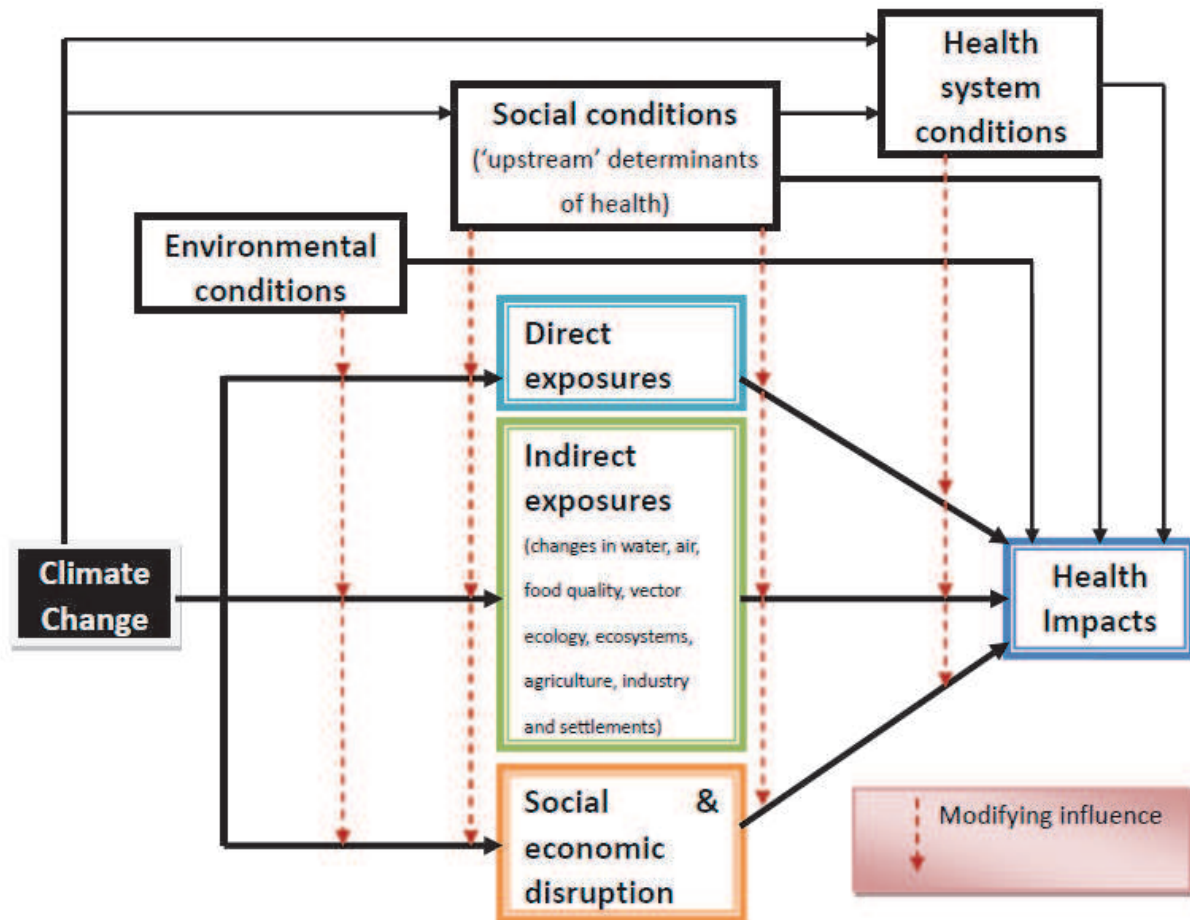 Health
system
conditions
Social conditions
(‘upstream’ determinants
of health)
Environmental
conditions
Direct
exposures
Indirect
exposures
(changes in water, air,
food quality, vector
ecology, ecosystems,
agriculture, industry
and settlements)
Climate
Change
Health
Impacts
Social &
economic
disruption
Modifying influence